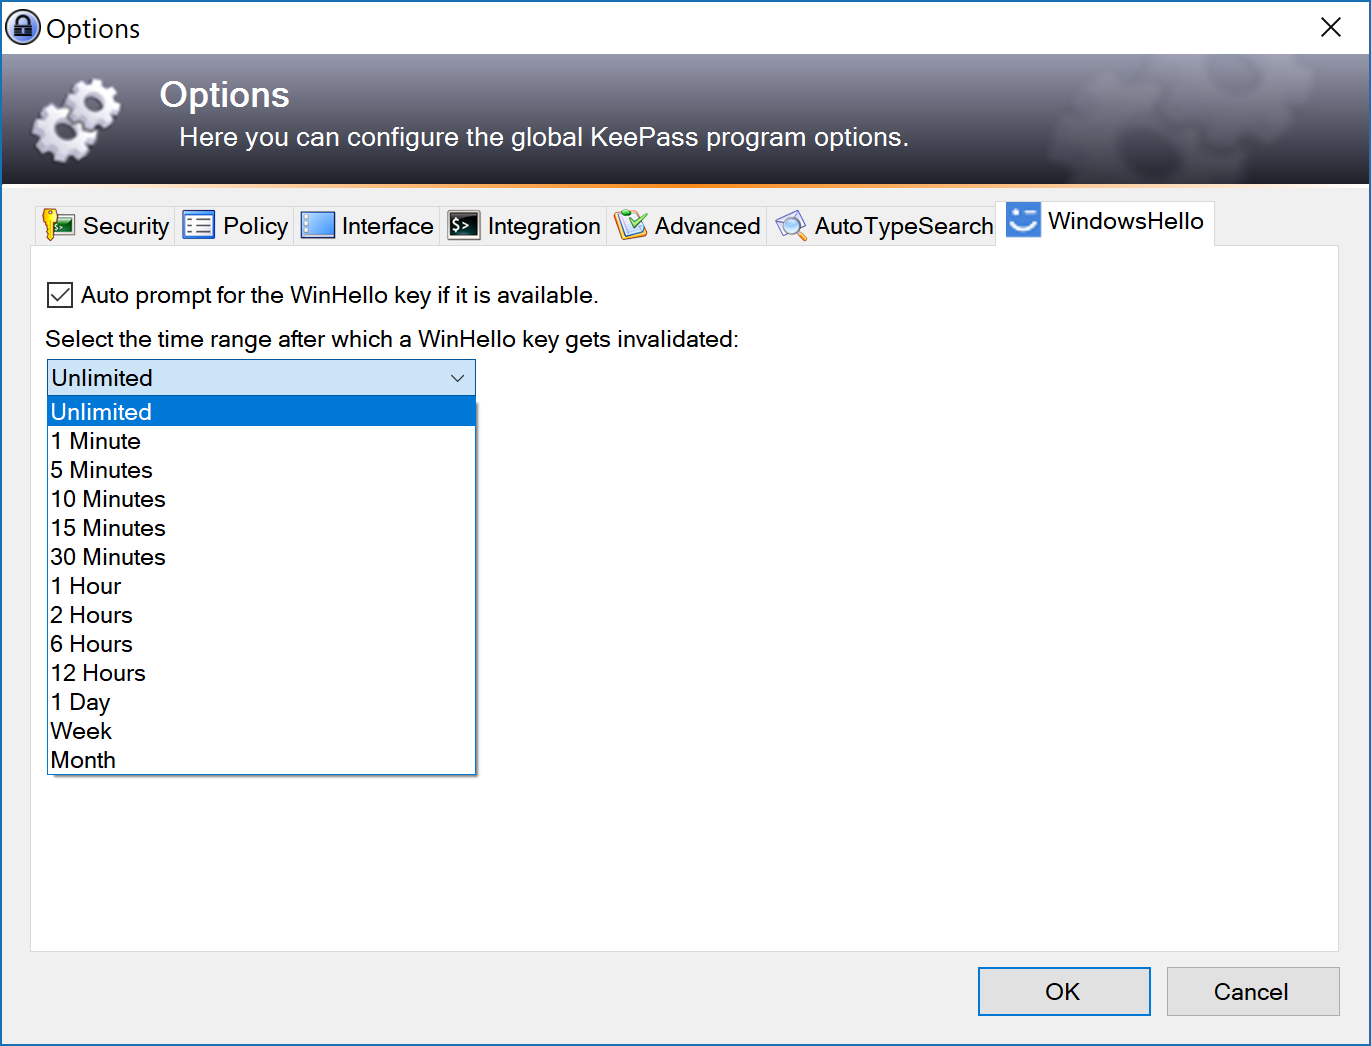 Options
Options
Here you can configure the global KeePass program options.
Security Policy Interface $> Integration Advanced AutoTypeSearch WindowsHello
Auto prompt for the WinHello key if it is available.
Select the time range after which a WinHello key gets invalidated:
Unlimited
Unlimited
1 Minute
5 Minutes
10 Minutes
15 Minutes
30 Minutes
1 Hour
2 Hours
6 Hours
12 Hours
1 Day
Week
Month
OK Cancel